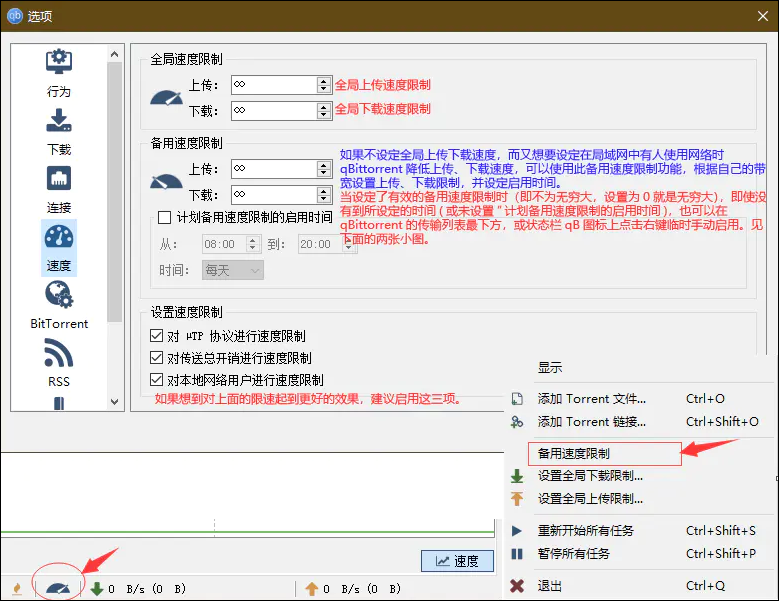 qb 选项
行为
下载
连接
速度
BitTorrent
RSS
全局速度限制
上传： ∞ 全局上传速度限制
下载： ∞ 全局下载速度限制
备用速度限制
上传： ∞
下载： ∞
如果不设定全局上传下载速度，而又想要设定在局域网中有人使用网络时
qBittorrent 降低上传、下载速度，可以使用此备用速度限制功能，根据自己的带
宽设置上传、下载限制，并设定启用时间。
当设定了有效的备用速度限制时（即不为无穷大，设置为 0 就是无穷大），即使没
有到所设定的时间 ( 或未设置 " 计划备用速度限制的启用时间 )，也可以在
qBittorrent 的传输列表最下方，或状态栏 qB 图标上点击右键临时手动启用。见
下面的两张小图。
计划备用速度限制的启用时间
从： 08:00 到： 20:00
时间： 每天
设置速度限制
对 μTP 协议进行速度限制
对传送总开销进行速度限制
对本地网络用户进行速度限制
如果想到对上面的限速起到更好的效果，建议启用这三项。
显示
添加 Torrent 文件... Ctrl+O
添加 Torrent 链接... Ctrl+Shift+O
备用速度限制
设置全局下载限制...
设置全局上传限制...
重新开始所有任务 Ctrl+Shift+S
暂停所有任务 Ctrl+Shift+P
退出 Ctrl+Q
速度
0 B/s (0 B)
0 B/s (0 B)